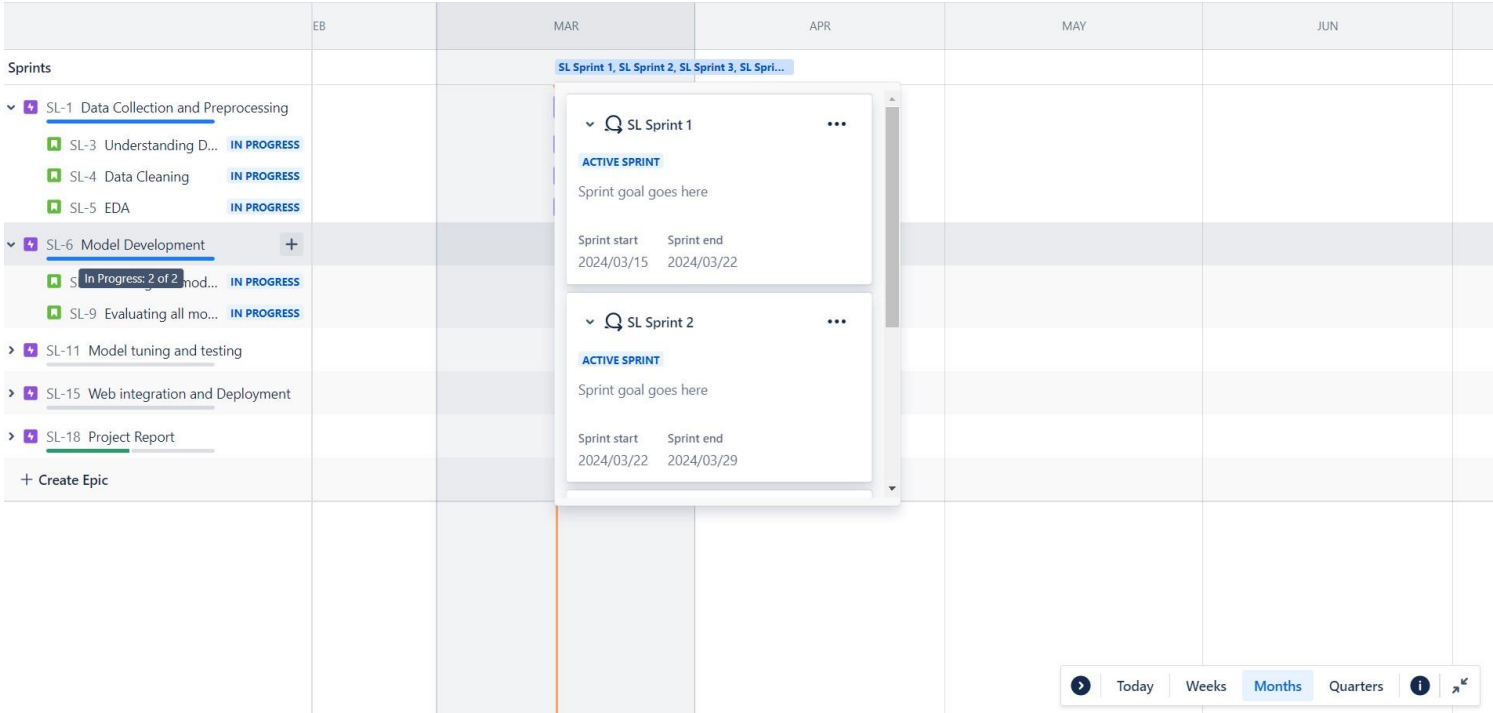 EB MAR APR MAY JUN
Sprints
SL Sprint 1, SL Sprint 2, SL Sprint 3, SL Spri...
SL-1 Data Collection and Preprocessing
SL-3 Understanding D... IN PROGRESS
SL-4 Data Cleaning IN PROGRESS
SL-5 EDA IN PROGRESS
SL-6 Model Development
In Progress: 2 of 2
S mod... IN PROGRESS
SL-9 Evaluating all mo... IN PROGRESS
SL-11 Model tuning and testing
SL-15 Web integration and Deployment
SL-18 Project Report
+ Create Epic
SL Sprint 1
ACTIVE SPRINT
Sprint goal goes here
Sprint start Sprint end
2024/03/15 2024/03/22
SL Sprint 2
ACTIVE SPRINT
Sprint goal goes here
Sprint start Sprint end
2024/03/22 2024/03/29
Today Weeks Months Quarters